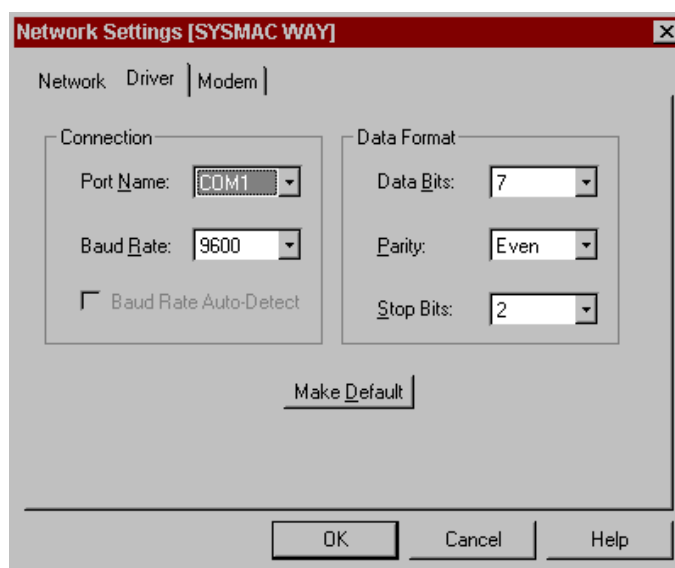 Network Settings [SYSMAC WAY]
Network Driver Modem
Connection
Port Name: COM1
Baud Rate: 9600
Baud Rate Auto-Detect
Data Format
Data Bits: 7
Parity: Even
Stop Bits: 2
Make Default
OK Cancel Help